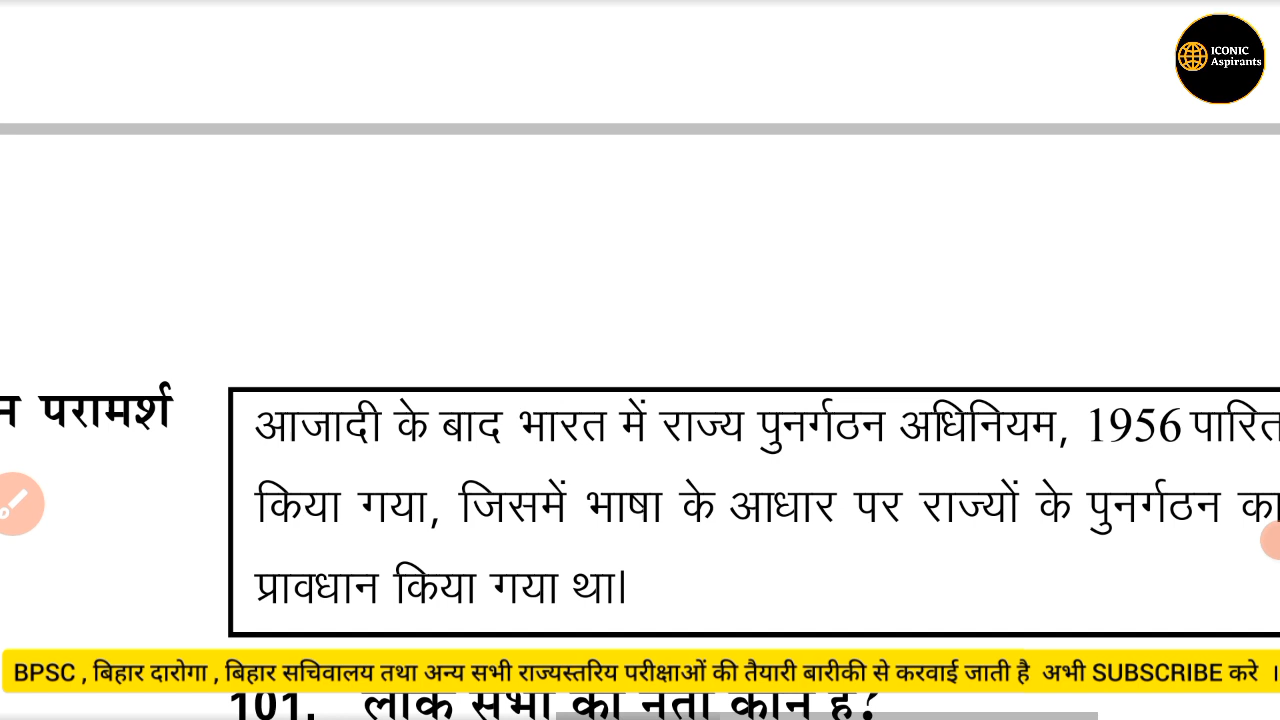 ICONIC
Aspirants
न परामर्श
आजादी के बाद भारत में राज्य पुनर्गठन अधिनियम, 1956 पारित
किया गया, जिसमें भाषा के आधार पर राज्यों के पुनर्गठन का
प्रावधान किया गया था।
BPSC , बिहार दारोगा , बिहार सचिवालय तथा अन्य सभी राज्यस्तरिय परीक्षाओं की तैयारी बारीकी से करवाई जाती है अभी SUBSCRIBE करे ।
101. लोक सभा का नेता कौन है?